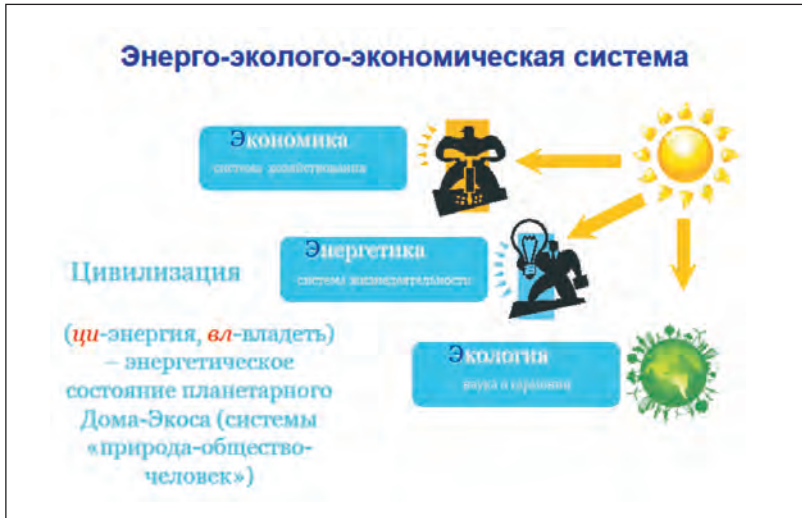 Энерго-эколого-экономическая система
Экономика
система хозяйствования
Энергетика
система жизнедеятельности
Цивилизация
(ци-энергия, вл-владеть)
– энергетическое
состояние планетарного
Дома-Экоса (системы
«природа-общество-
человек»)
Экология
наука о гармонии